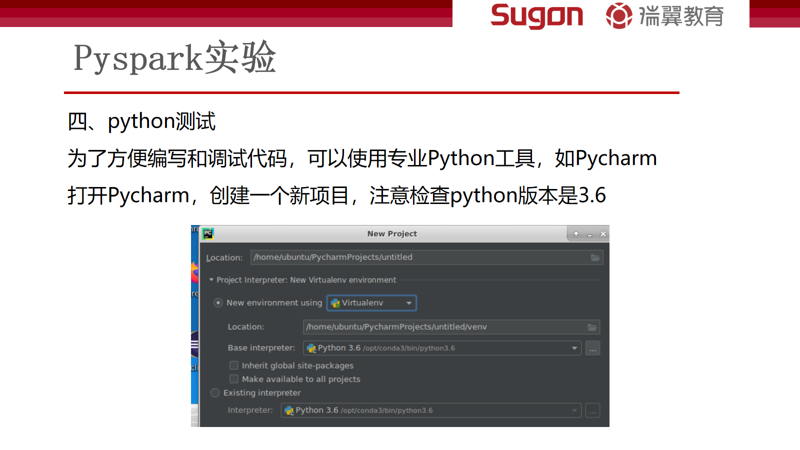 Sugon 瑞翼教育
Pyspark实验
四、python测试
为了方便编写和调试代码，可以使用专业Python工具，如Pycharm
打开Pycharm，创建一个新项目，注意检查python版本是3.6
New Project
Location: /home/ubuntu/PycharmProjects/untitled
Project Interpreter: New Virtualenv environment
New environment using Virtualenv
Location: /home/ubuntu/PycharmProjects/untitled/venv
Base interpreter: Python 3.6 /opt/conda3/bin/python3.6 ...
Inherit global site-packages
Make available to all projects
Existing interpreter
Interpreter: Python 3.6 /opt/conda3/bin/python3.6 ...